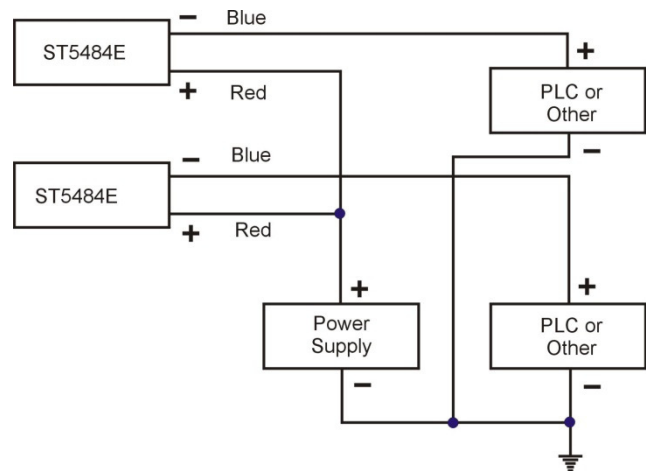 − Blue
ST5484E
+
PLC or
Other
−
+ Red
− Blue
ST5484E
+ Red
+
Power
Supply
−
+
PLC or
Other
−